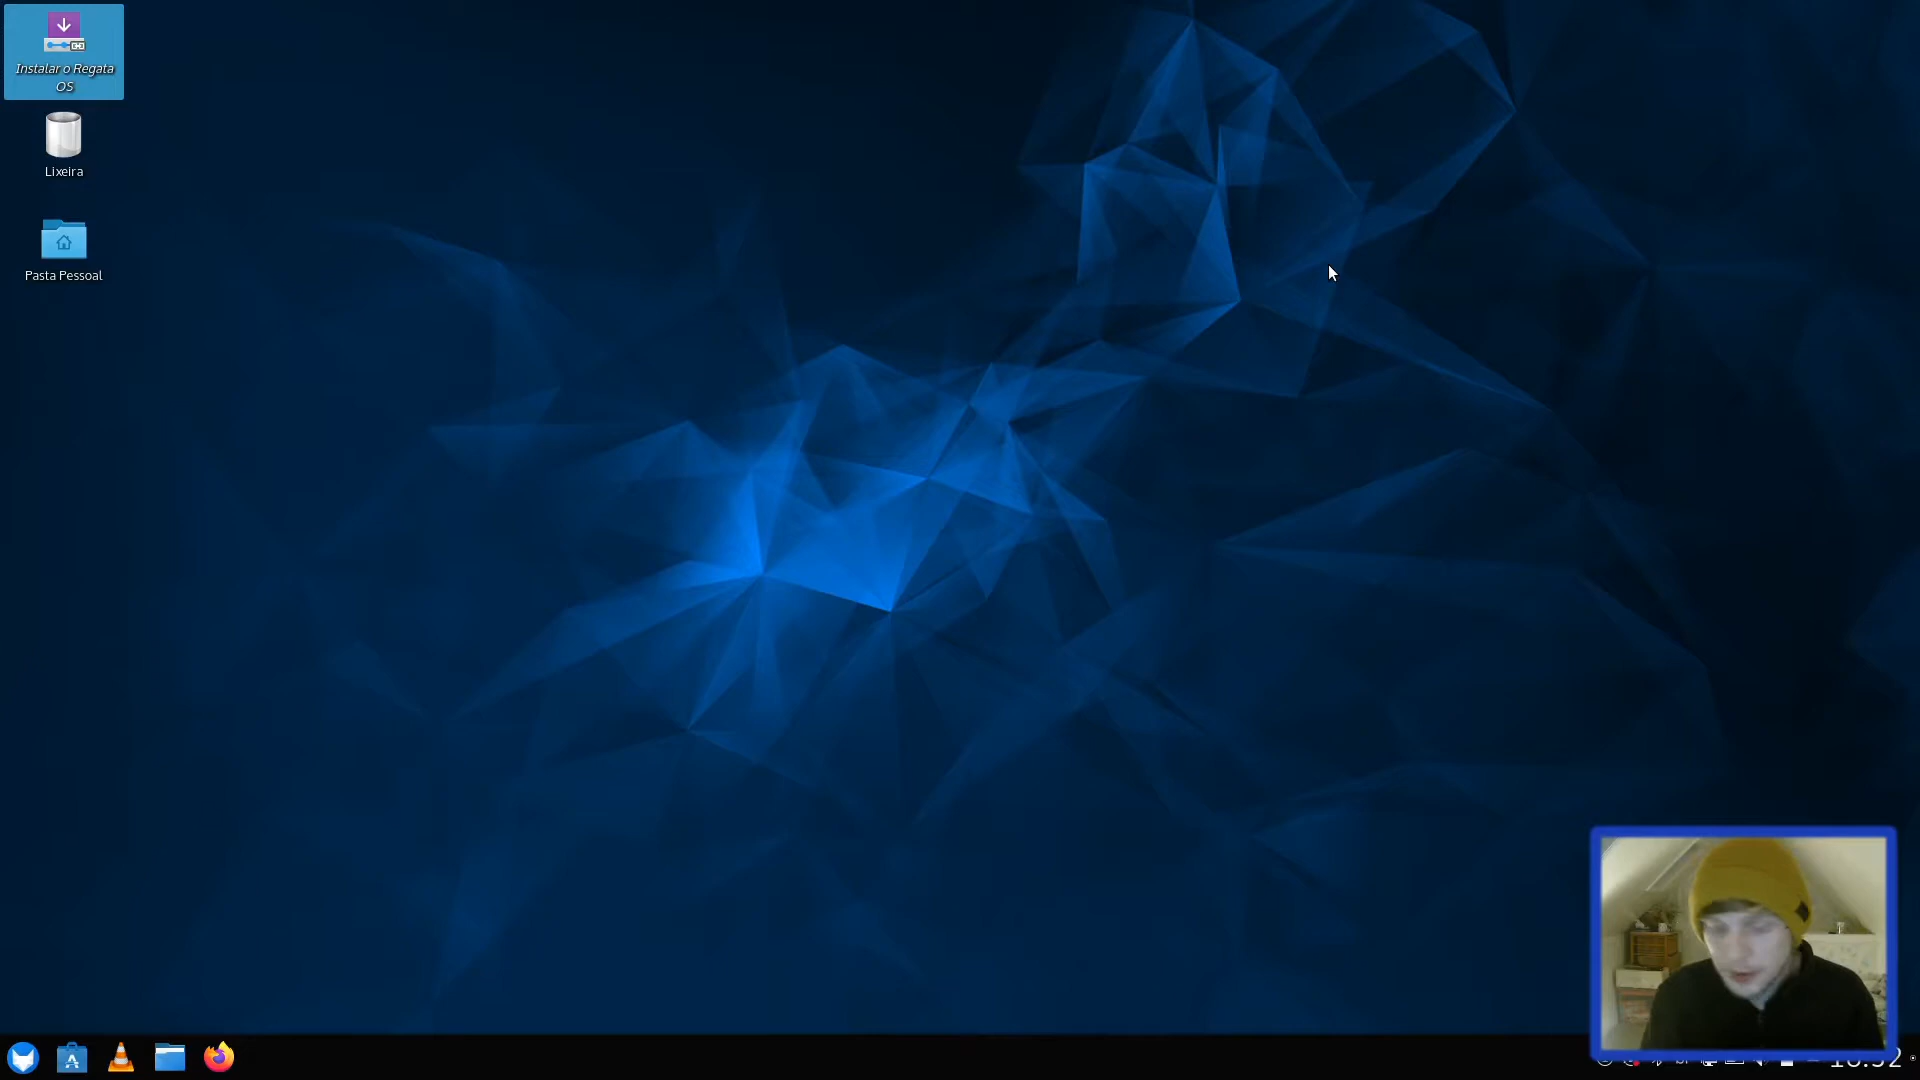 Instalar o Regata
OS
Lixeira
Pasta Pessoal